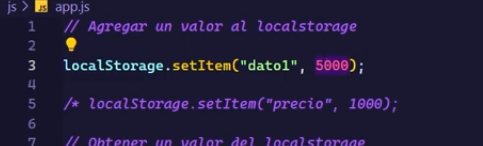 js > JS app.js
1 // Agregar un valor al localstorage
2
3 localStorage.setItem("dato1", 5000);
4
5 /* localStorage.setItem("precio", 1000);
6
7 // Obtener un valor del localstorage